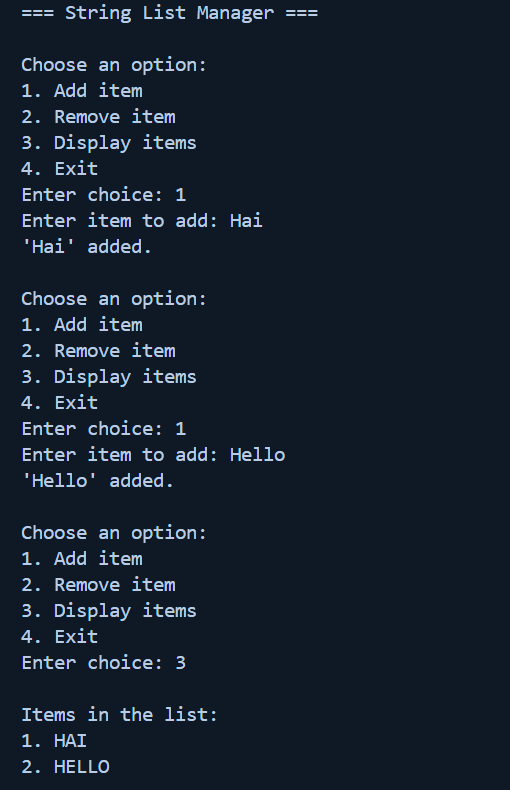 === String List Manager ===
Choose an option:
1. Add item
2. Remove item
3. Display items
4. Exit
Enter choice: 1
Enter item to add: Hai
'Hai' added.
Choose an option:
1. Add item
2. Remove item
3. Display items
4. Exit
Enter choice: 1
Enter item to add: Hello
'Hello' added.
Choose an option:
1. Add item
2. Remove item
3. Display items
4. Exit
Enter choice: 3
Items in the list:
1. HAI
2. HELLO